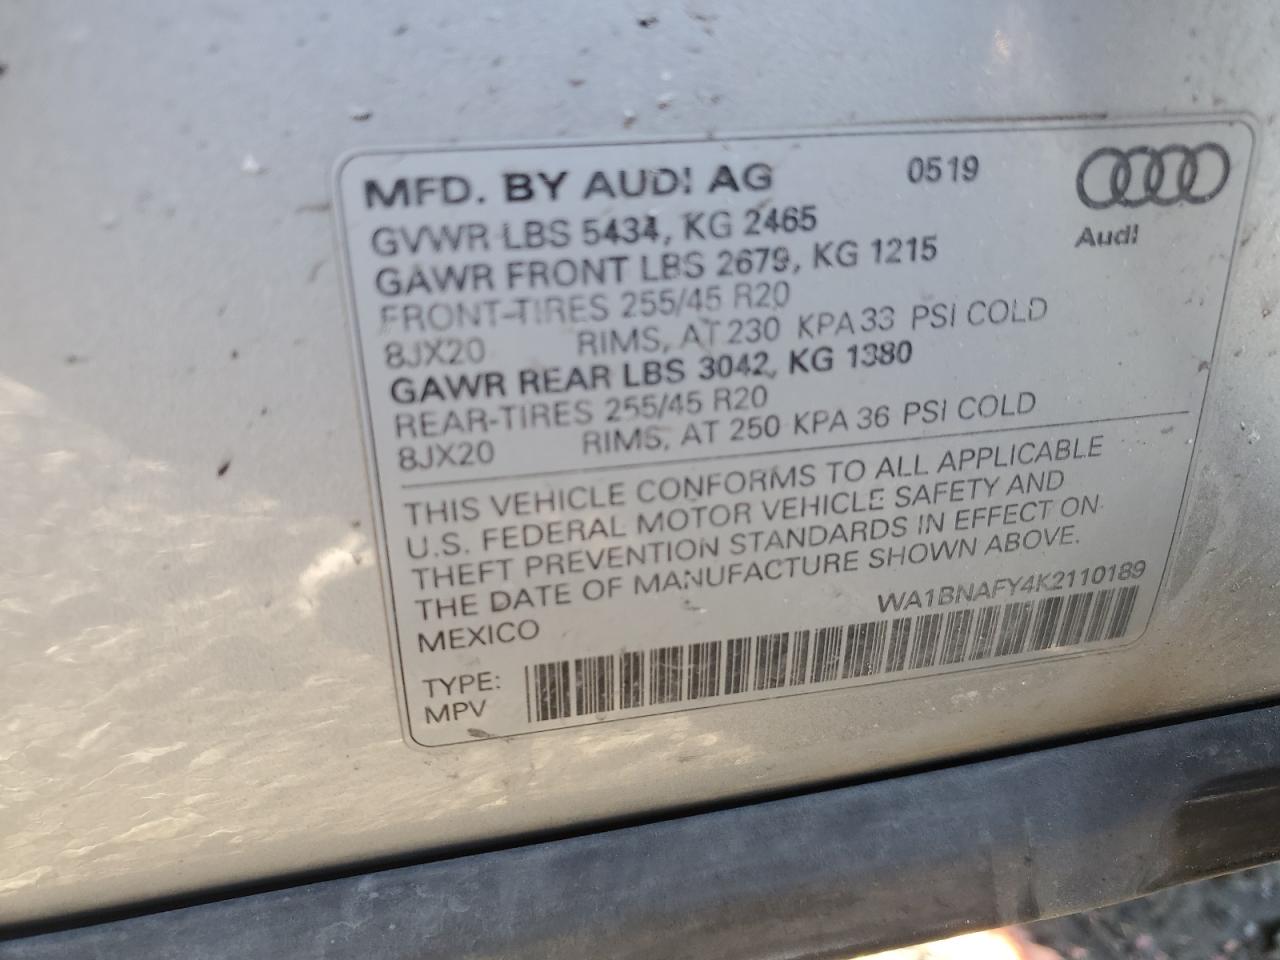 MFD. BY AUDI AG 0519
Audi
GVWR LBS 5434, KG 2465
GAWR FRONT LBS 2679, KG 1215
FRONT-TIRES 255/45 R20
8JX20 RIMS, AT 230 KPA 33 PSI COLD
GAWR REAR LBS 3042, KG 1380
REAR-TIRES 255/45 R20
8JX20 RIMS, AT 250 KPA 36 PSI COLD
THIS VEHICLE CONFORMS TO ALL APPLICABLE
U.S. FEDERAL MOTOR VEHICLE SAFETY AND
THEFT PREVENTION STANDARDS IN EFFECT ON
THE DATE OF MANUFACTURE SHOWN ABOVE.
MEXICO WA1BNAFY4K2110189
TYPE:
MPV